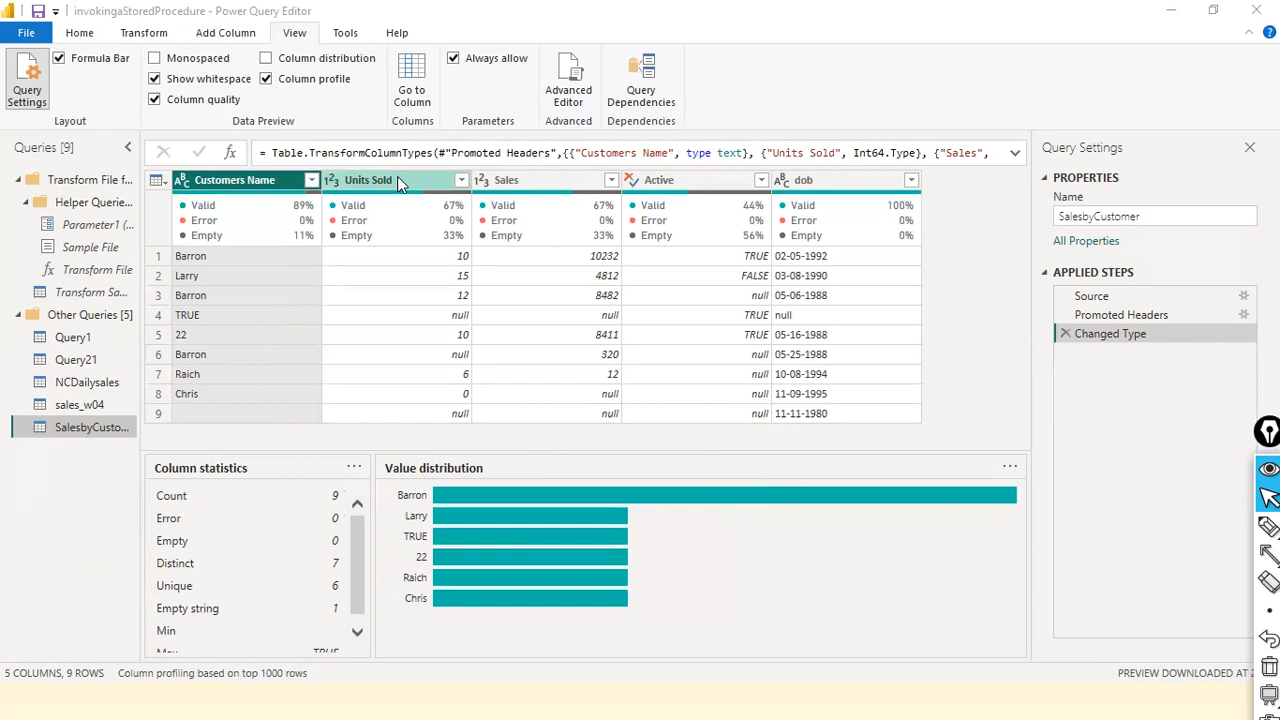 invokingaStoredProcedure - Power Query Editor
File Home Transform Add Column View Tools Help
Query Settings
Formula Bar
Layout
Monospaced
Column distribution
Show whitespace
Column profile
Column quality
Data Preview
Go to Column
Columns
Always allow
Parameters
Advanced Editor
Advanced
Query Dependencies
Dependencies
Queries [9]
Transform File f...
Helper Querie...
Parameter1 (...
Sample File
fx Transform File
Transform Sa...
Other Queries [5]
Query1
Query21
NCDailysales
sales_w04
SalesbyCusto...
fx = Table.TransformColumnTypes(#"Promoted Headers",{{"Customers Name", type text}, {"Units Sold", Int64.Type}, {"Sales",
ABC Customers Name 123 Units Sold 123 Sales Active ABC dob
Valid 89% Valid 67% Valid 67% Valid 44% Valid 100%
Error 0% Error 0% Error 0% Error 0% Error 0%
Empty 11% Empty 33% Empty 33% Empty 56% Empty 0%
1 Barron 10 10232 TRUE 02-05-1992
2 Larry 15 4812 FALSE 03-08-1990
3 Barron 12 8482 null 05-06-1988
4 TRUE null null TRUE null
5 22 10 8411 TRUE 05-16-1988
6 Barron null 320 null 05-25-1988
7 Raich 6 12 null 10-08-1994
8 Chris 0 null null 11-09-1995
9 null null null 11-11-1980
Column statistics
Count 9
Error 0
Empty 0
Distinct 7
Unique 6
Empty string 1
Min
Value distribution
Barron
Larry
TRUE
22
Raich
Chris
Query Settings
PROPERTIES
Name
SalesbyCustomer
All Properties
APPLIED STEPS
Source
Promoted Headers
Changed Type
5 COLUMNS, 9 ROWS Column profiling based on top 1000 rows
PREVIEW DOWNLOADED AT